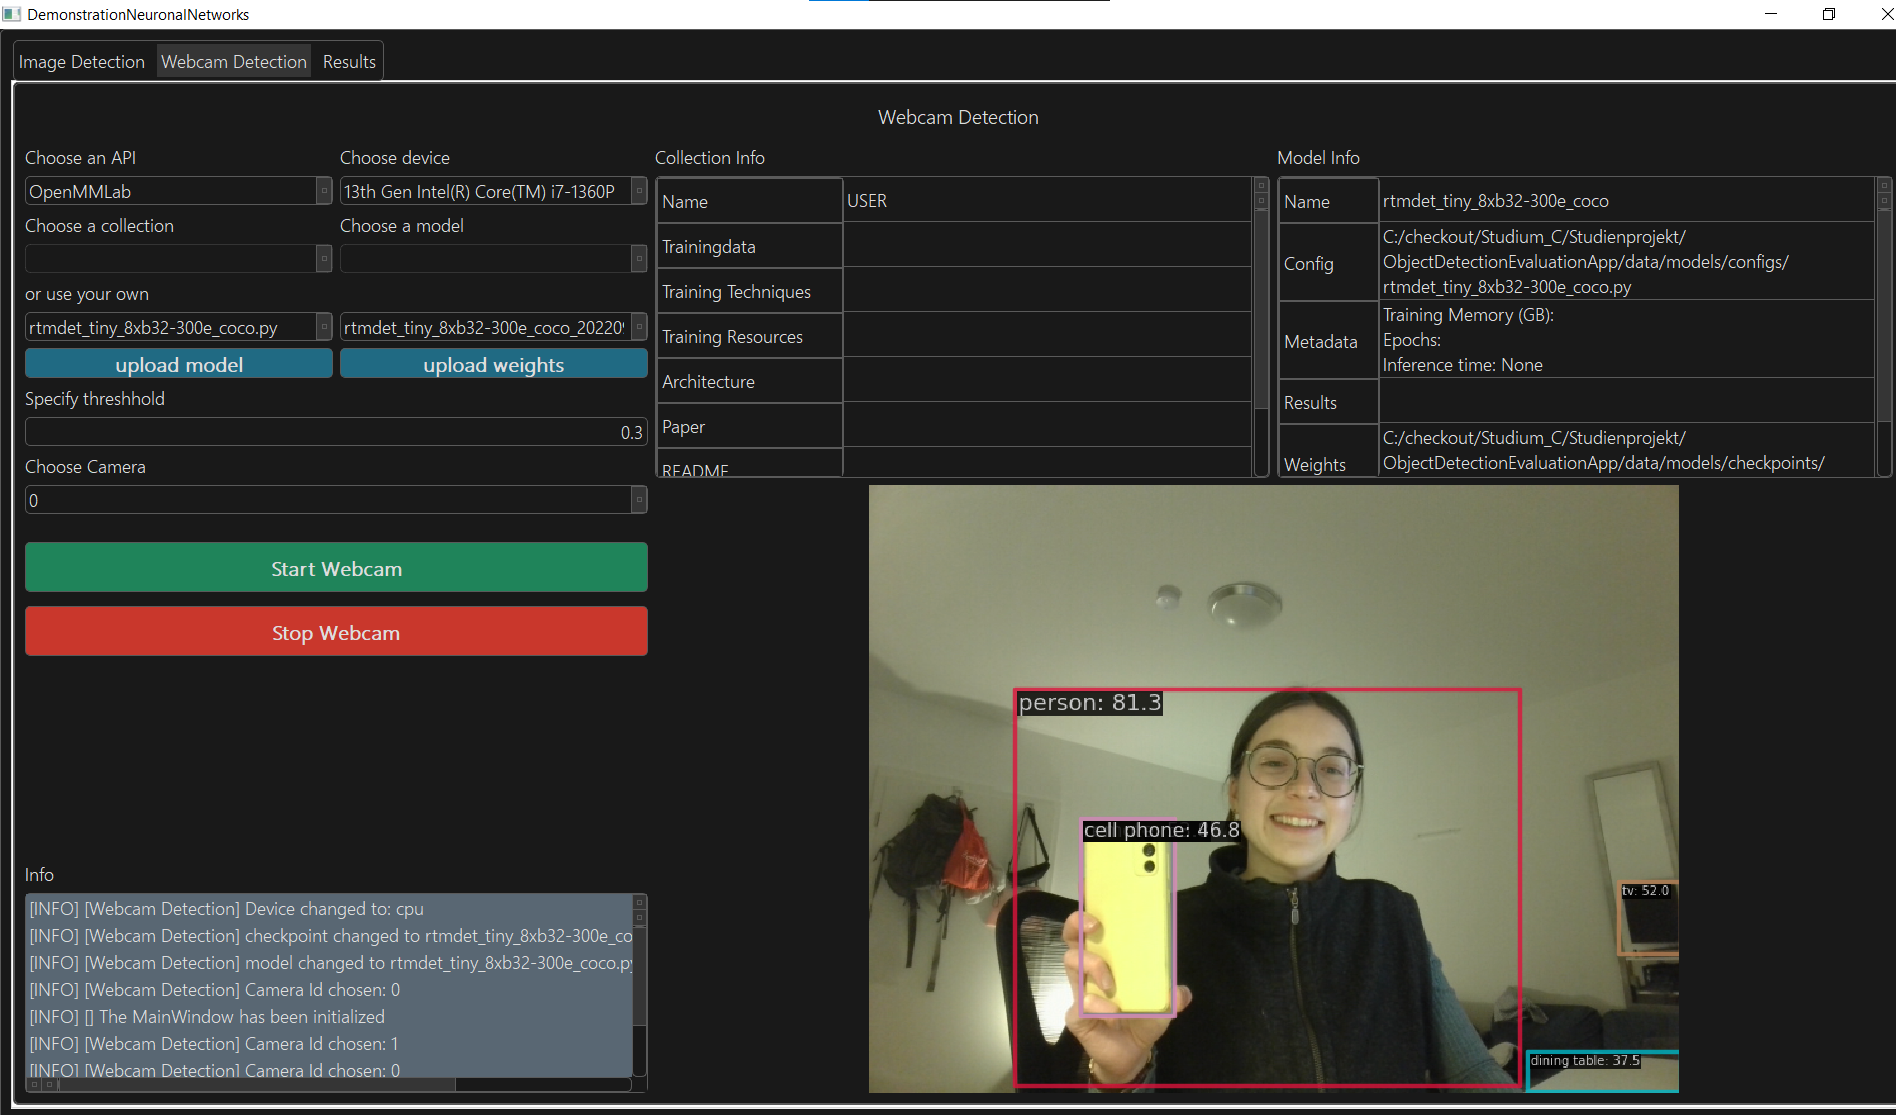 DemonstrationNeuronalNetworks
Image Detection Webcam Detection Results
Webcam Detection
Choose an API
Choose device
OpenMMLab
13th Gen Intel(R) Core(TM) i7-1360P
Choose a collection
Choose a model
or use your own
rtmdet_tiny_8xb32-300e_coco.py
rtmdet_tiny_8xb32-300e_coco_20220
upload model
upload weights
Specify threshhold
0.3
Choose Camera
0
Start Webcam
Stop Webcam
Info
[INFO] [Webcam Detection] Device changed to: cpu
[INFO] [Webcam Detection] checkpoint changed to rtmdet_tiny_8xb32-300e_co
[INFO] [Webcam Detection] model changed to rtmdet_tiny_8xb32-300e_coco.py
[INFO] [Webcam Detection] Camera Id chosen: 0
[INFO] [] The MainWindow has been initialized
[INFO] [Webcam Detection] Camera Id chosen: 1
[INFO] [Webcam Detection] Camera Id chosen: 0
Collection Info
Name USER
Trainingdata
Training Techniques
Training Resources
Architecture
Paper
README
Model Info
Name rtmdet_tiny_8xb32-300e_coco
Config
C:/checkout/Studium_C/Studienprojekt/
ObjectDetectionEvaluationApp/data/models/configs/
rtmdet_tiny_8xb32-300e_coco.py
Metadata
Training Memory (GB):
Epochs:
Inference time: None
Results
Weights
C:/checkout/Studium_C/Studienprojekt/
ObjectDetectionEvaluationApp/data/models/checkpoints/
person: 81.3
cell phone: 46.8
tv: 52.0
dining table: 37.5